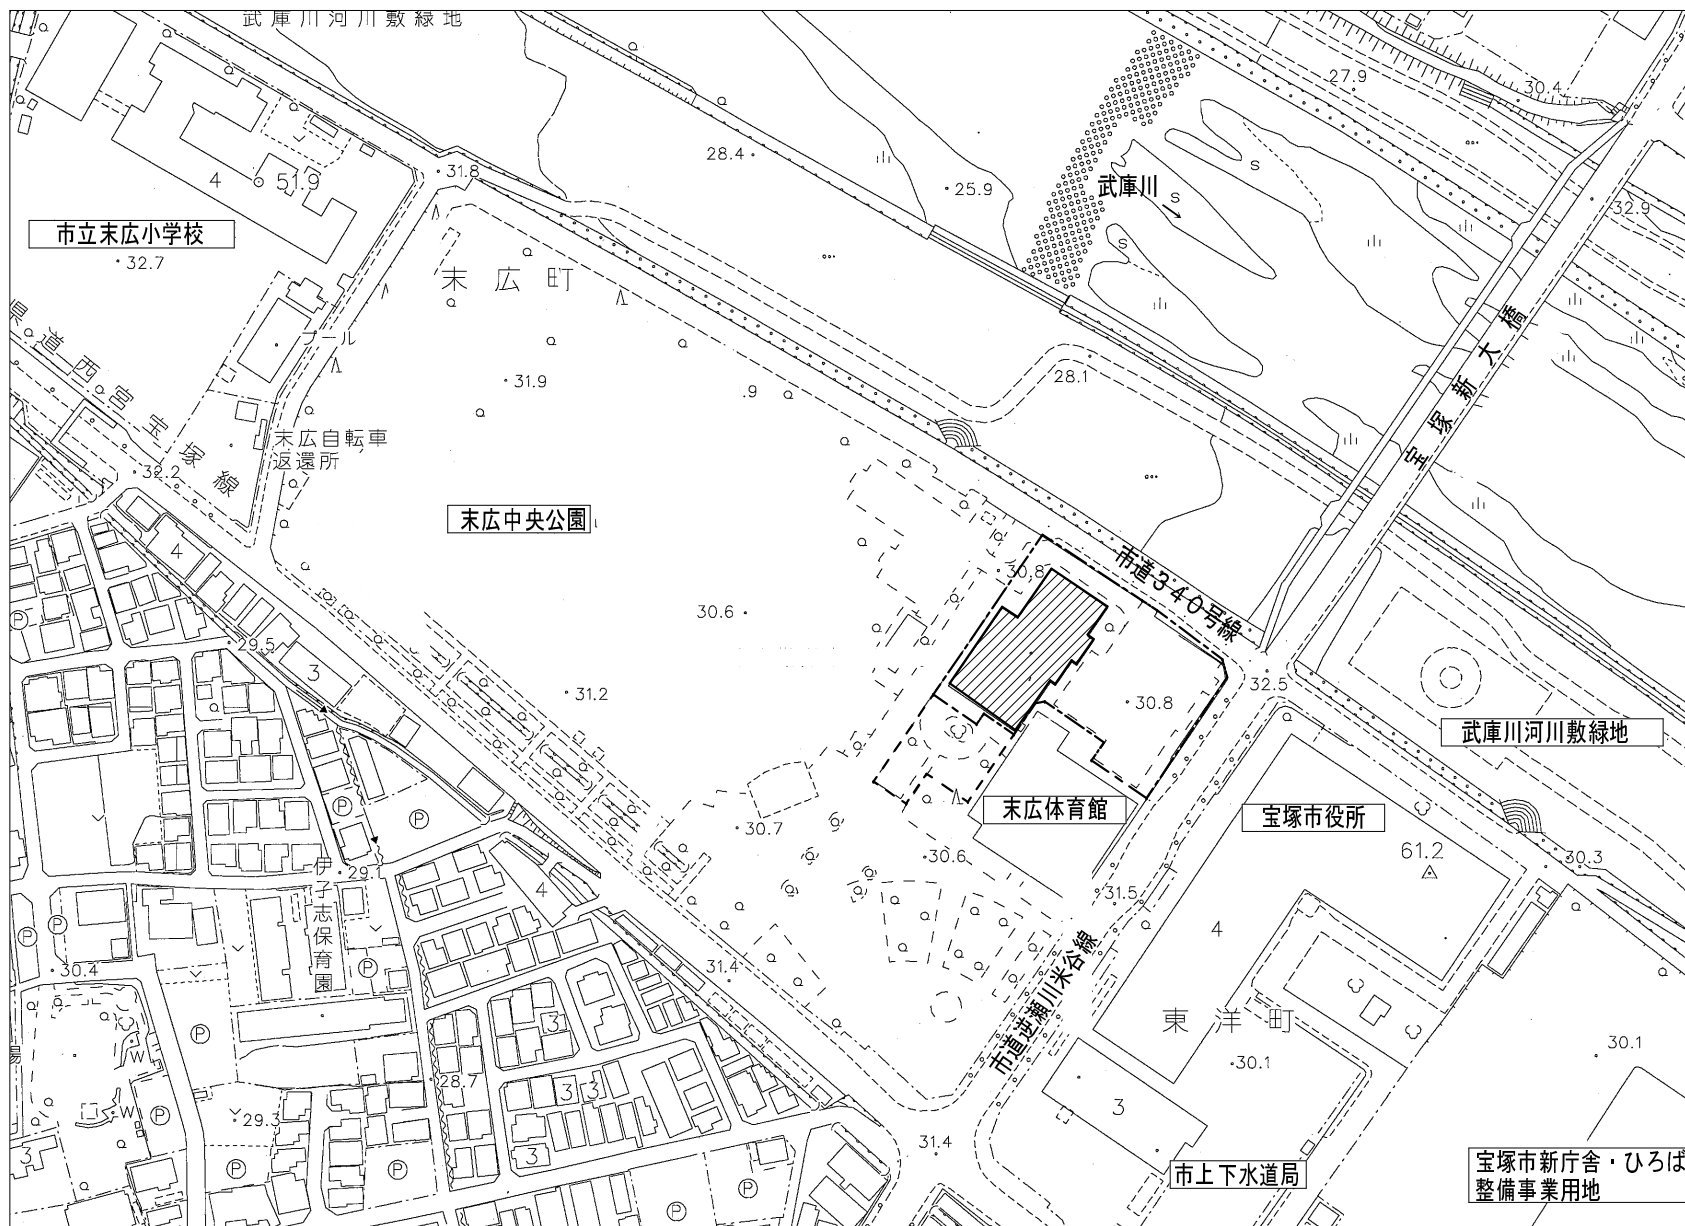 武庫川河川敷緑地
27.9
30.4
28.4
31.8
25.9
武庫川
S
S
S
32.9
4
51.9
市立末広小学校
32.7
末広町
県道西宮宝塚線
プール
宝塚新大橋
28.1
31.9
.9
末広自転車
返還所
32.2
末広中央公園
4
市道340号線
30.8
P
30.6
29.5
3
31.2
32.5
30.8
武庫川河川敷緑地
P
P
末広体育館
宝塚市役所
30.7
61.2
30.6
30.3
29.1
伊孑志保育園
4
31.5
4
P
P
P
30.4
31.4
市道逆瀬川米谷線
東洋町
P
3
30.1
30.1
W
28.7
3
3
3
W
P
29.3
31.4
3
3
P
P
P
P
市上下水道局
宝塚市新庁舎・ひろば
整備事業用地